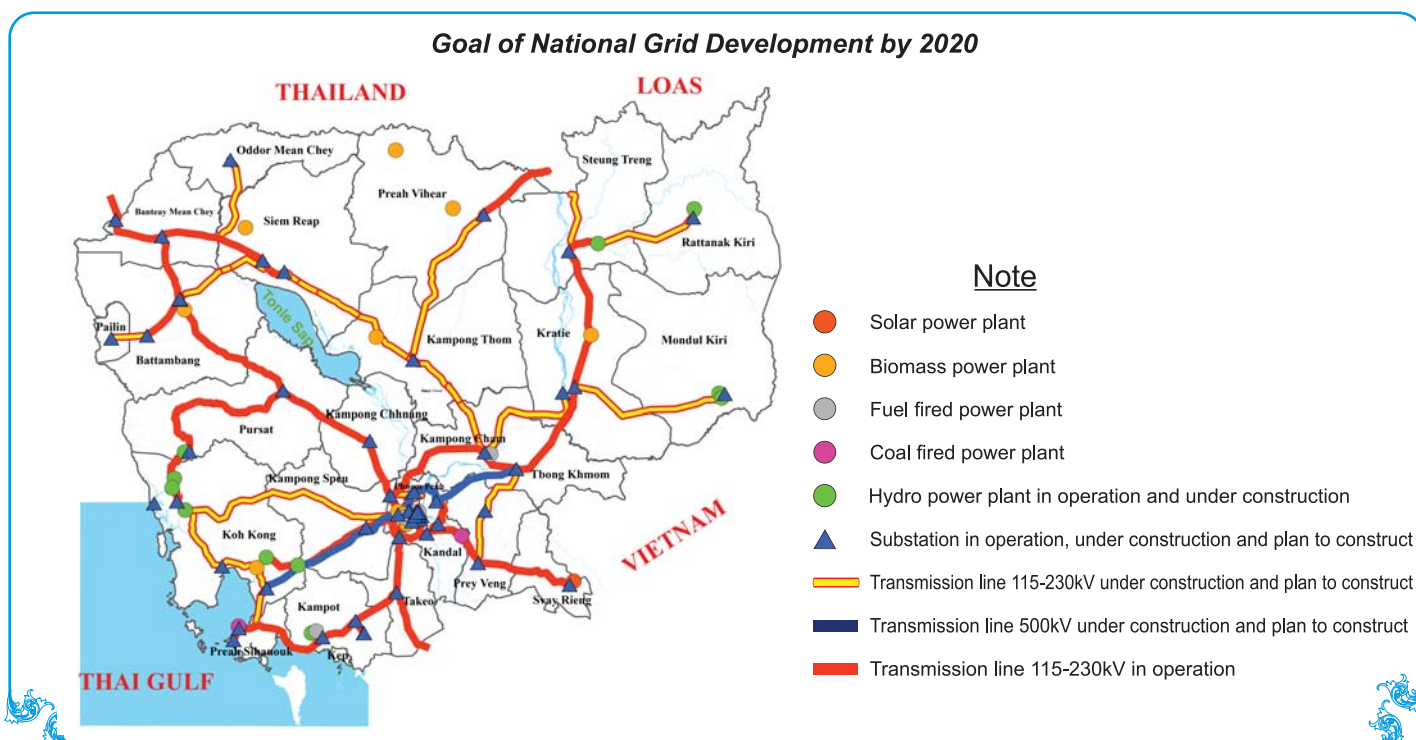 Goal of National Grid Development by 2020
THAILAND
LOAS
Oddor Mean Chey
Steung Treng
Preah Vihear
Banteay Mean Chey
Siem Reap
Rattanak Kiri
Tonle Sap
Pailin
Battambang
Kampong Thom
Kratie
Mondul Kiri
Kampong Chhnang
Pursat
Kampong Cham
Tbong Khmom
Kampong Speu
Koh Kong
Kandal
VIETNAM
Prey Veng
Svay Rieng
Takeo
Kampot
Preah Sihanouk
Kep
THAI GULF
Note
Solar power plant
Biomass power plant
Fuel fired power plant
Coal fired power plant
Hydro power plant in operation and under construction
Substation in operation, under construction and plan to construct
Transmission line 115-230kV under construction and plan to construct
Transmission line 500kV under construction and plan to construct
Transmission line 115-230kV in operation